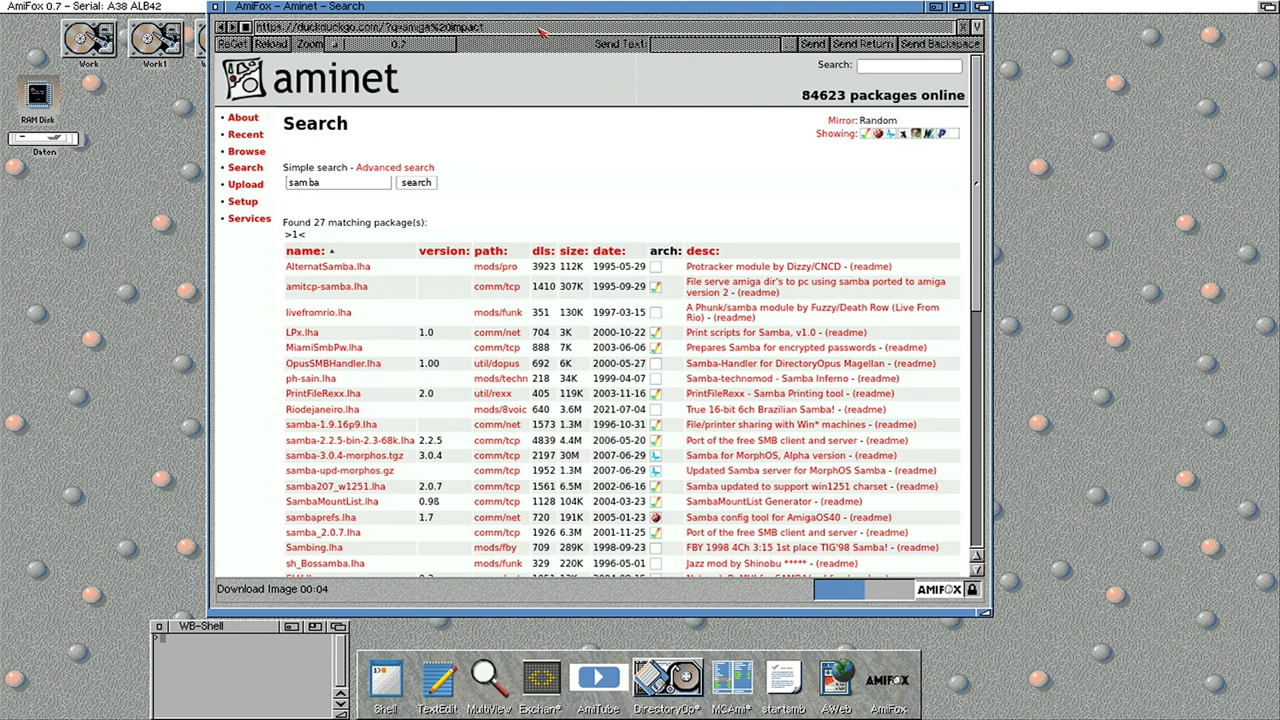 AmiFox 0.7 - Serial: A38 ALB42
AmiFox - Aminet - Search
https://duckduckgo.com/?q=amiga%20impact
V
ReGet Reload Zoom 0.7 Send Text: Send Send Return Send Backspace
Work
Work1
RAM Disk
Daten
aminet
Search:
84623 packages online
About
Recent
Browse
Search
Upload
Setup
Services
Search
Mirror: Random
Showing:
Simple search - Advanced search
samba search
Found 27 matching package(s):
>1<
name: version: path: dls: size: date: arch: desc:
AlternatSamba.lha mods/pro 3923 112K 1995-05-29 Protracker module by Dizzy/CNCD - (readme)
amitcp-samba.lha comm/tcp 1410 307K 1995-09-29 File serve amiga dir's to pc using samba ported to amiga
version 2 - (readme)
livefromrio.lha mods/funk 351 130K 1997-03-15 A Phunk/samba module by Fuzzy/Death Row (Live From
Rio) - (readme)
LPx.lha 1.0 comm/net 704 3K 2000-10-22 Print scripts for Samba, v1.0 - (readme)
MiamiSmbPw.lha comm/tcp 888 7K 2003-06-06 Prepares Samba for encrypted passwords - (readme)
OpusSMBHandler.lha 1.00 util/dopus 692 6K 2000-05-27 Samba-Handler for DirectoryOpus Magellan - (readme)
ph-sain.lha mods/techn 218 34K 1999-04-07 Samba-technomod - Samba Inferno - (readme)
PrintFileRexx.lha 2.0 util/rexx 405 119K 2003-11-16 PrintFileRexx - Samba Printing tool - (readme)
Riodejaneiro.lha mods/8voic 640 3.6M 2021-07-04 True 16-bit 6ch Brazilian Samba! - (readme)
samba-1.9.16p9.lha comm/net 1573 1.3M 1996-10-31 File/printer sharing with Win* machines - (readme)
samba-2.2.5-bin-2.3-68k.lha 2.2.5 comm/tcp 4839 4.4M 2006-05-20 Port of the free SMB client and server - (readme)
samba-3.0.4-morphos.tgz 3.0.4 comm/tcp 2197 30M 2007-06-29 Samba for MorphOS, Alpha version - (readme)
samba-upd-morphos.gz comm/tcp 1952 1.3M 2007-06-29 Updated Samba server for MorphOS Samba - (readme)
samba207_w1251.lha 2.0.7 comm/tcp 1561 6.5M 2002-06-16 Samba updated to support win1251 charset - (readme)
SambaMountList.lha 0.98 comm/tcp 1128 104K 2004-03-23 SambaMountList Generator - (readme)
sambaprefs.lha 1.7 comm/net 720 191K 2005-01-23 Samba config tool for AmigaOS40 - (readme)
samba_2.0.7.lha comm/tcp 1926 6.3M 2001-11-25 Port of the free SMB client and server - (readme)
Sambing.lha mods/fby 709 289K 1998-09-23 FBY 1998 4Ch 3:15 1st place TIG'98 Samba! - (readme)
sh_Bossamba.lha mods/funk 329 220K 1996-05-01 Jazz mod by Shinobu ***** - (readme)
Download Image 00:04
AMIFOX
WB-Shell
Shell
TextEdit
MultiView
Exchan*
AmiTube
DirectoryOp*
MCAmi*
startsmb
AWeb
AmiFox